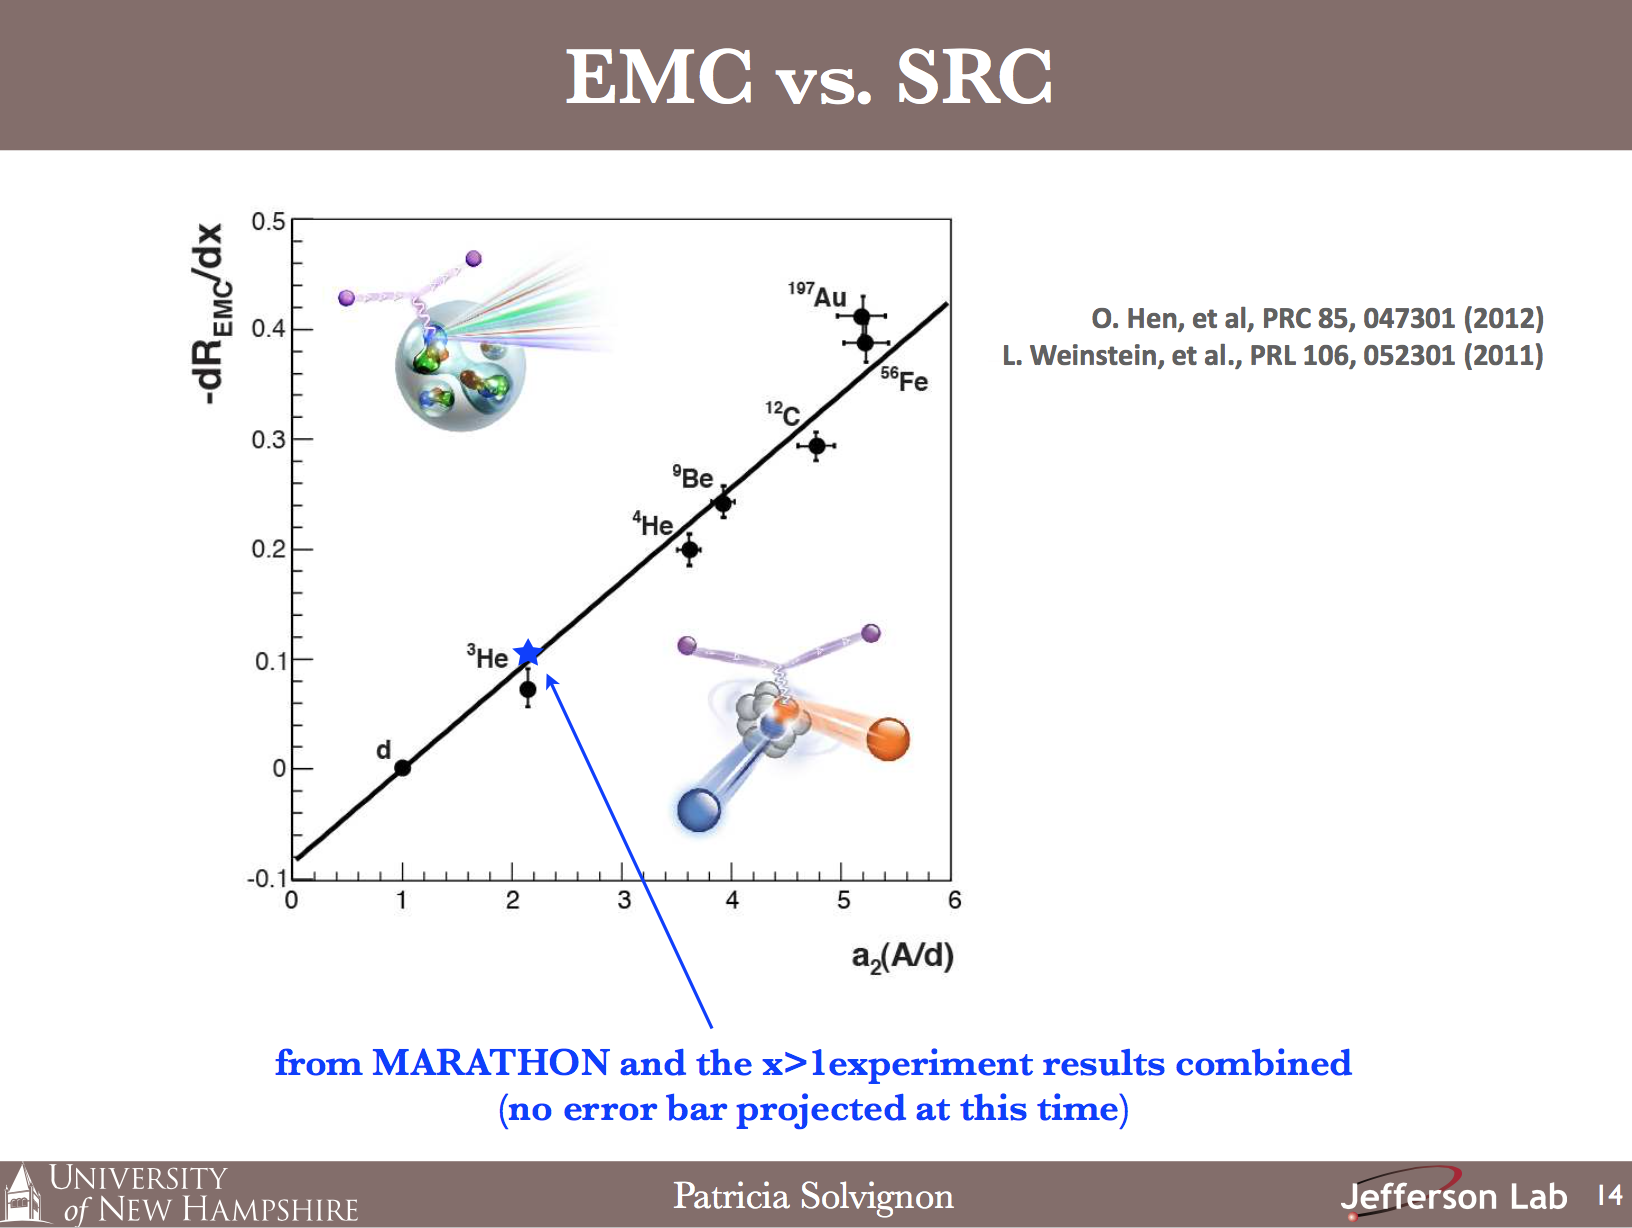 EMC vs. SRC
-dR_EMC/dx
0.5
0.4
0.3
0.2
0.1
0
-0.1
0 1 2 3 4 5 6
a₂(A/d)
¹⁹⁷Au
⁵⁶Fe
¹²C
⁹Be
⁴He
³He
d
O. Hen, et al, PRC 85, 047301 (2012)
L. Weinstein, et al., PRL 106, 052301 (2011)
from MARATHON and the x>1experiment results combined
(no error bar projected at this time)
UNIVERSITY
of NEW HAMPSHIRE
Patricia Solvignon
Jefferson Lab
14